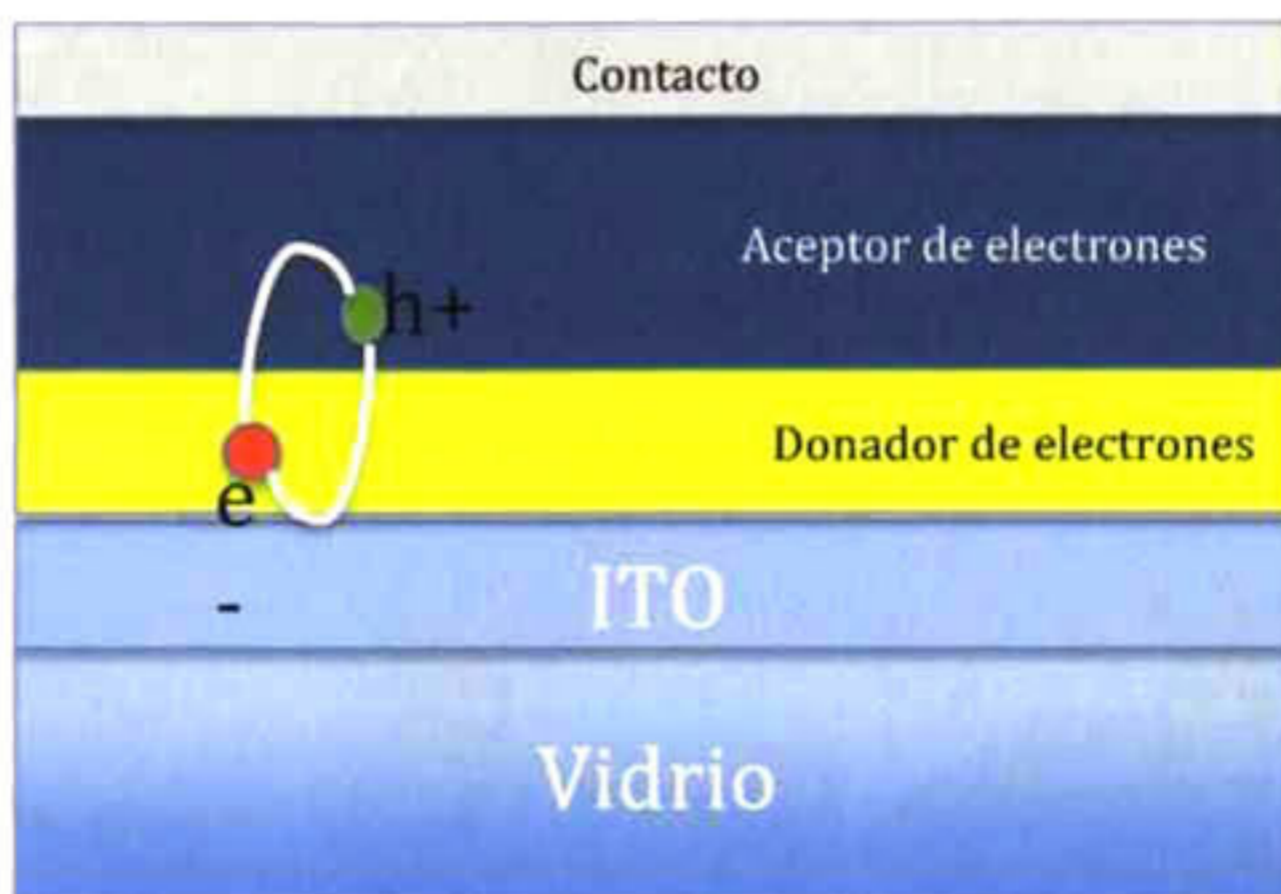 Contacto
Aceptor de electrones
h+
Donador de electrones
e
-
ITO
Vidrio